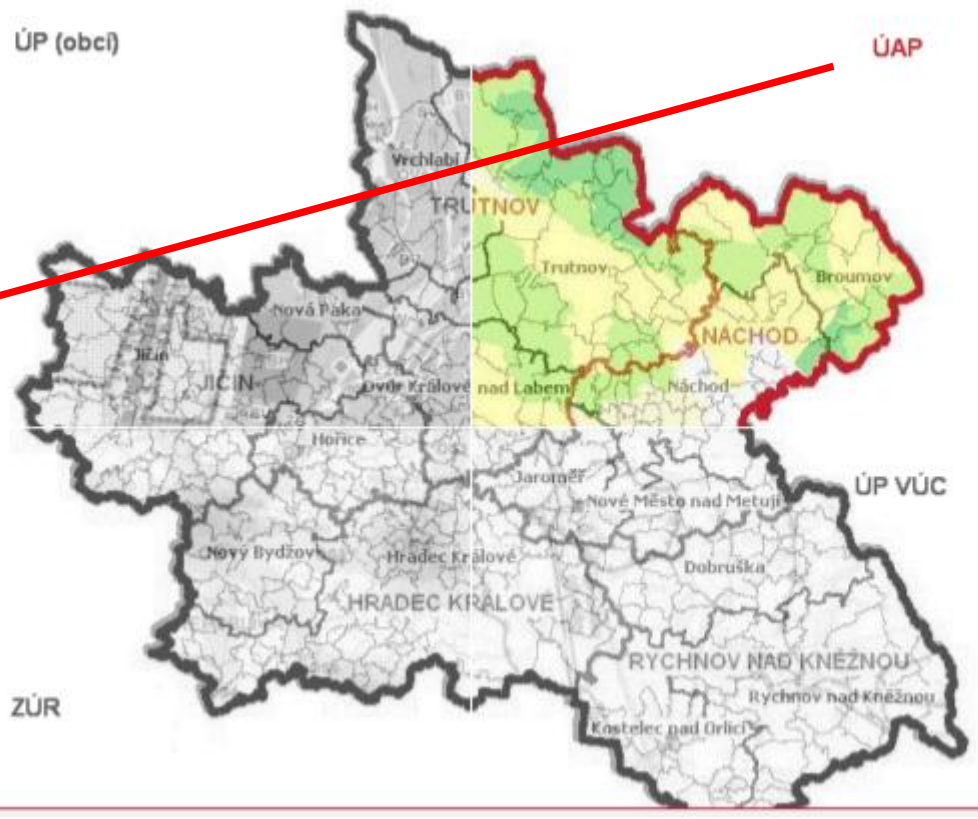 ÚP (obcí)
ÚAP
Vrchlabí
TRUTNOV
Trutnov
Broumov
Nová Paka
NÁCHOD
Jičín
JIČÍN
Dvůr Králové nad Labem
Náchod
Hořice
Jaroměř
ÚP VÚC
Nové Město nad Metují
Nový Bydžov
Hradec Králové
Dobruška
HRADEC KRÁLOVÉ
RYCHNOV NAD KNĚŽNOU
Rychnov nad Kněžnou
ZÚR
Kostelec nad Orlicí